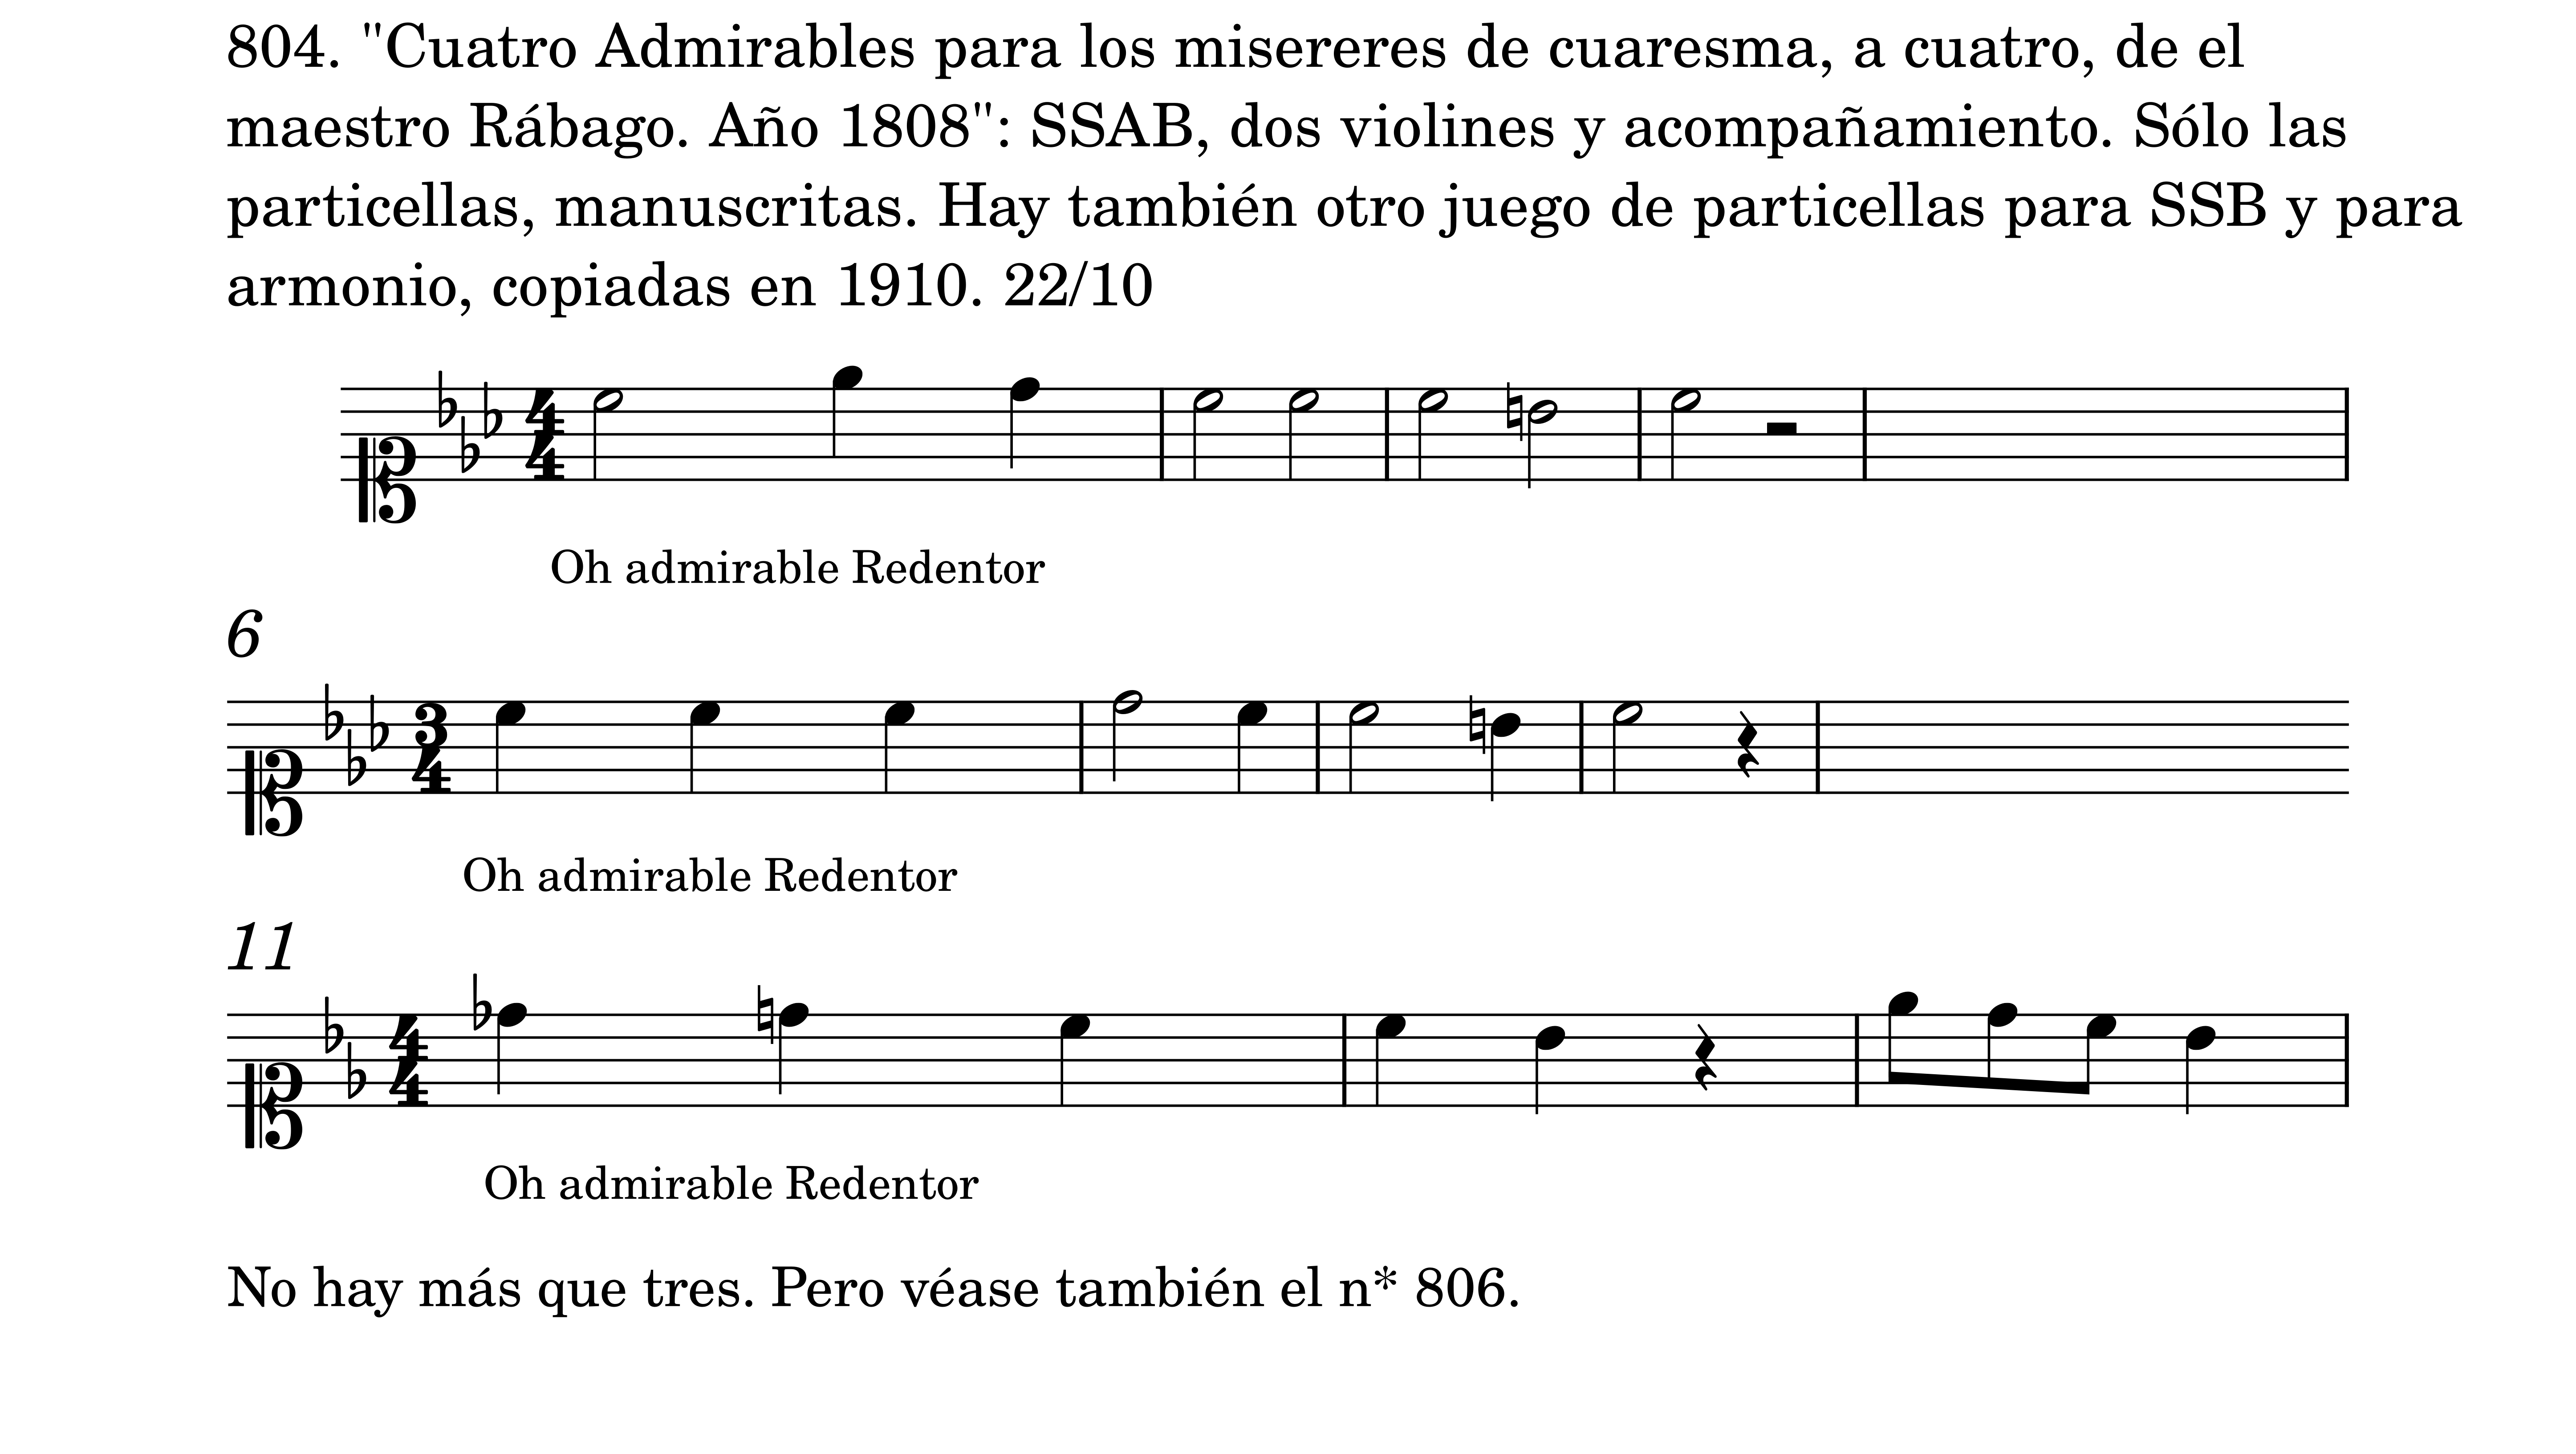 804. "Cuatro Admirables para los misereres de cuaresma, a cuatro, de el
maestro Rábago. Año 1808": SSAB, dos violines y acompañamiento. Sólo las
particellas, manuscritas. Hay también otro juego de particellas para SSB y para
armonio, copiadas en 1910. 22/10
4
4
Oh admirable Redentor
6
3
4
Oh admirable Redentor
11
4
4
Oh admirable Redentor
No hay más que tres. Pero véase también el n* 806.